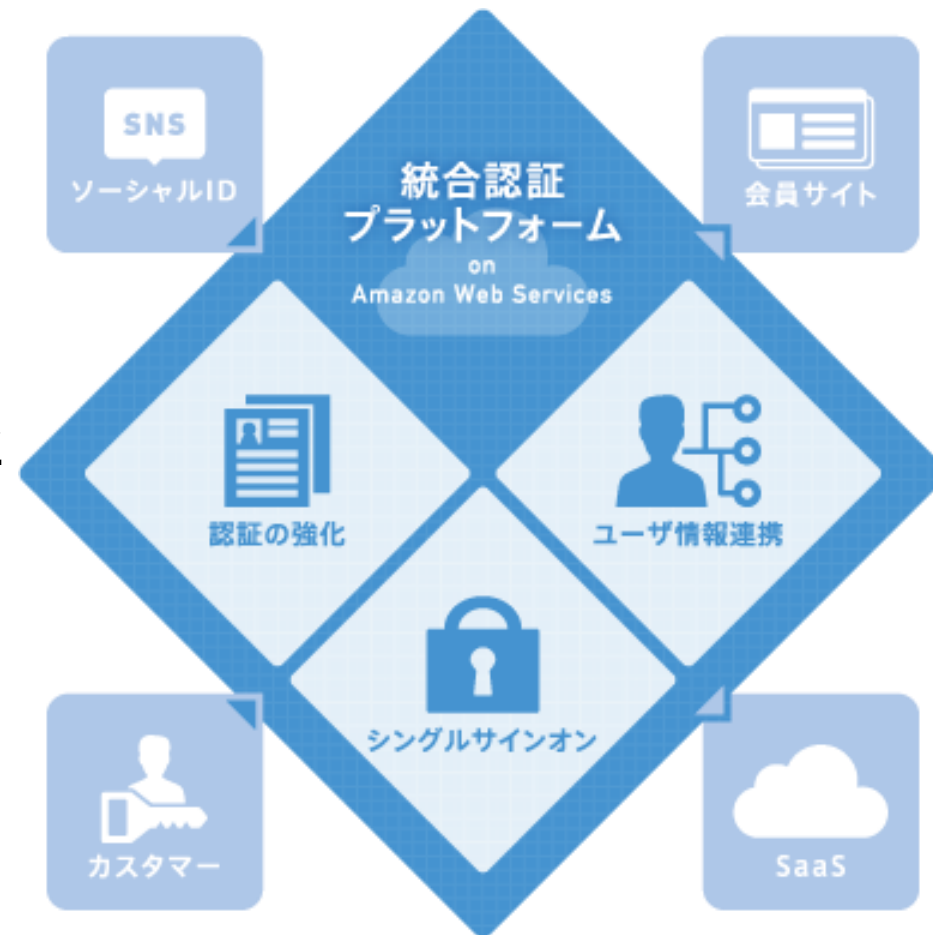 SNS
ソーシャルID
会員サイト
統合認証
プラットフォーム
on
Amazon Web Services
認証の強化
ユーザ情報連携
シングルサインオン
カスタマー
SaaS